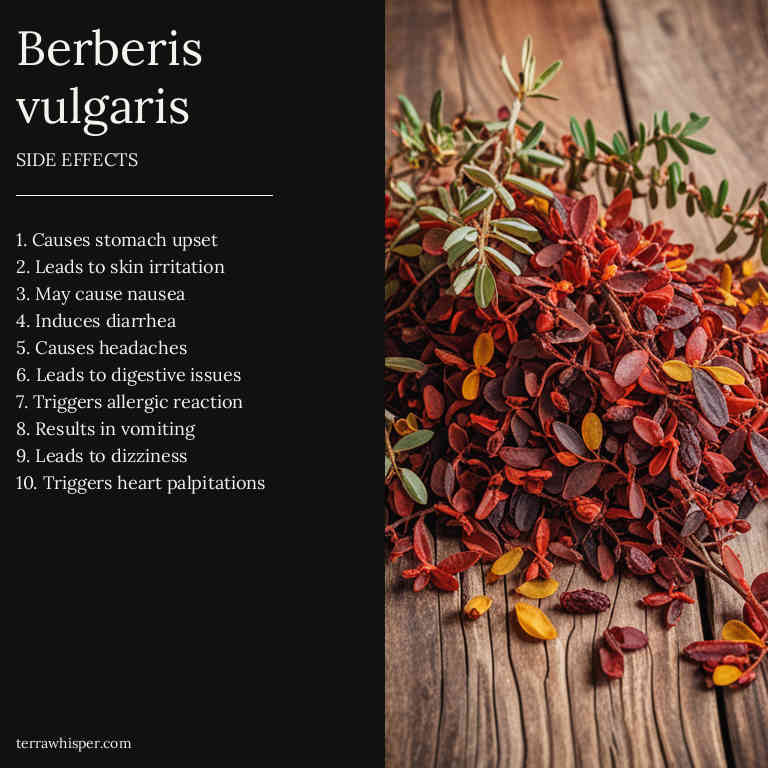 Berberis
vulgaris
SIDE EFFECTS
1. Causes stomach upset
2. Leads to skin irritation
3. May cause nausea
4. Induces diarrhea
5. Causes headaches
6. Leads to digestive issues
7. Triggers allergic reaction
8. Results in vomiting
9. Leads to dizziness
10. Triggers heart palpitations
terrawhisper.com